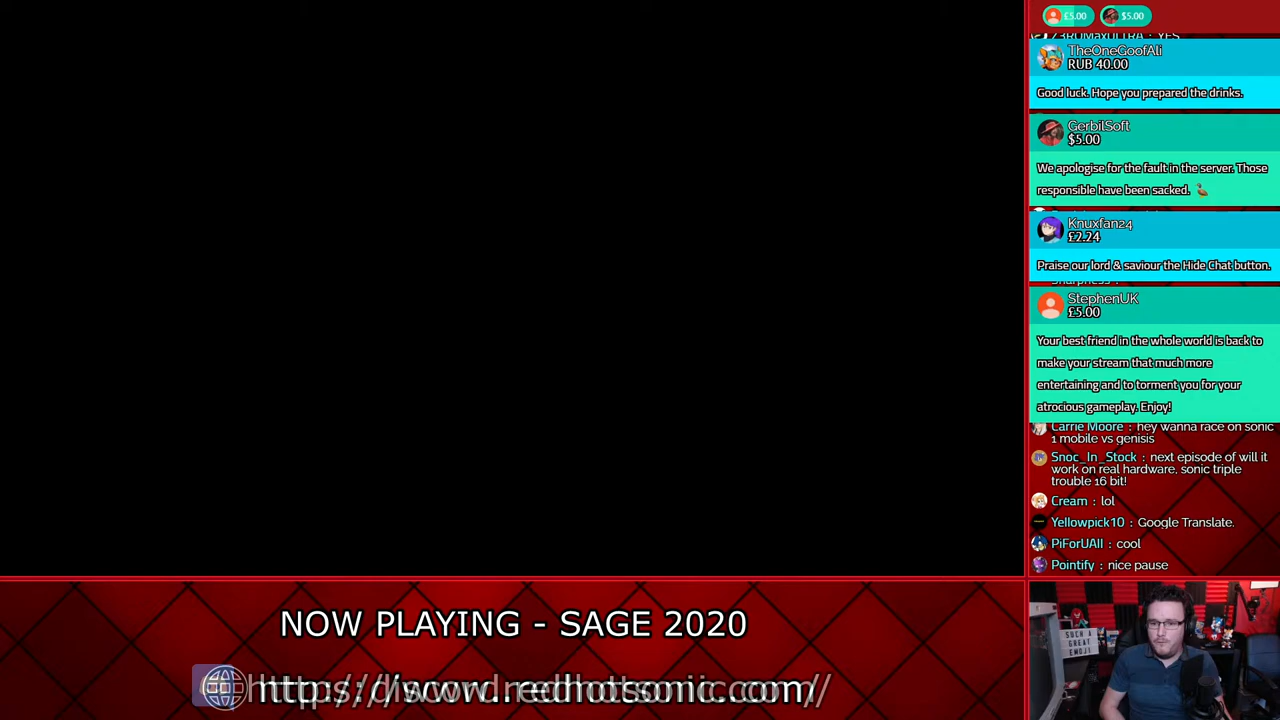 £5.00
$5.00
YES
TheOneGoofAli
RUB 40.00
Good luck. Hope you prepared the drinks.
GerbilSoft
$5.00
We apologise for the fault in the server. Those
responsible have been sacked.
Knuxfan24
£2.24
Praise our lord & saviour the Hide Chat button.
StephenUK
£5.00
Your best friend in the whole world is back to
make your stream that much more
entertaining and to torment you for your
atrocious gameplay. Enjoy!
Carrie Moore : hey wanna race on sonic
1 mobile vs genisis
Snoc_In_Stock : next episode of will it
work on real hardware, sonic triple
trouble 16 bit!
Cream : lol
Yellowpick10 : Google Translate.
PiForUAll : cool
Pointify : nice pause
SUCH A
GREAT
EMOJI
NOW PLAYING - SAGE 2020